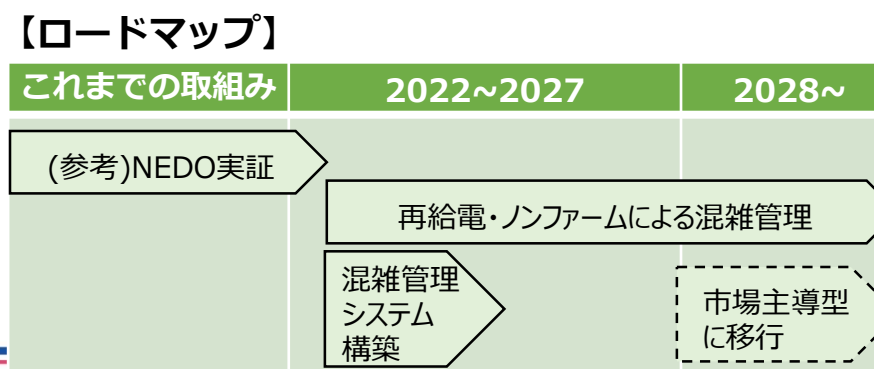 【ロードマップ】
これまでの取組み
2022~2027
2028~
(参考)NEDO実証
再給電・ノンファームによる混雑管理
混雑管理
システム
構築
市場主導型
に移行